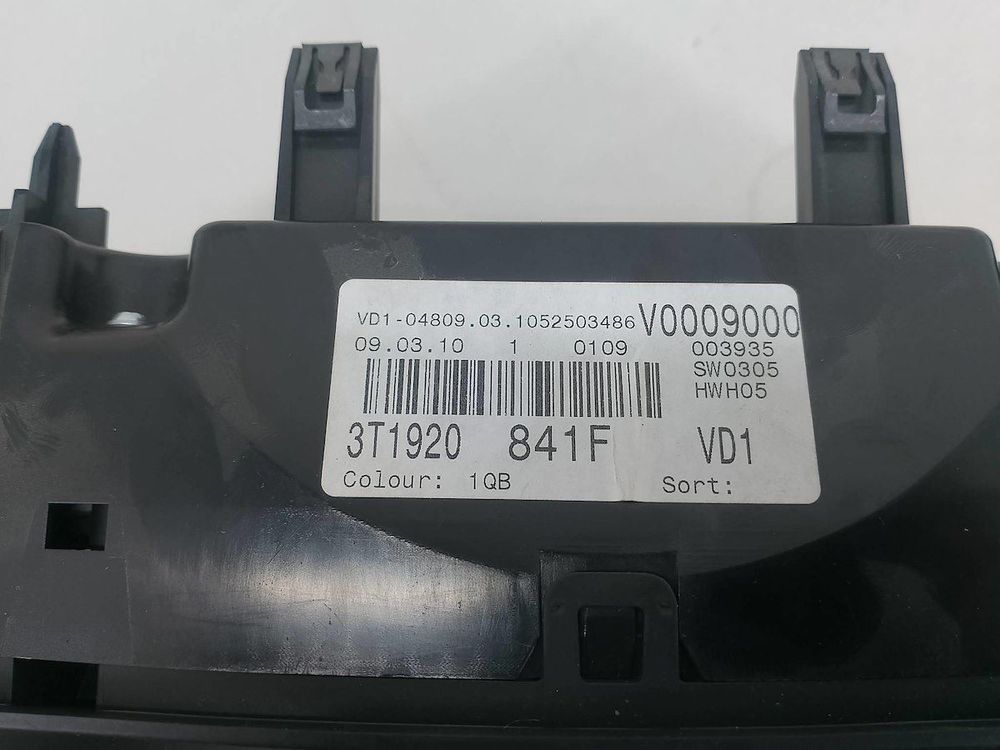 VD1-04809.03.1052503486 V0009000
09.03.10 1 0109 003935
SW0305
HWH05
3T1920 841F VD1
Colour: 1QB Sort: